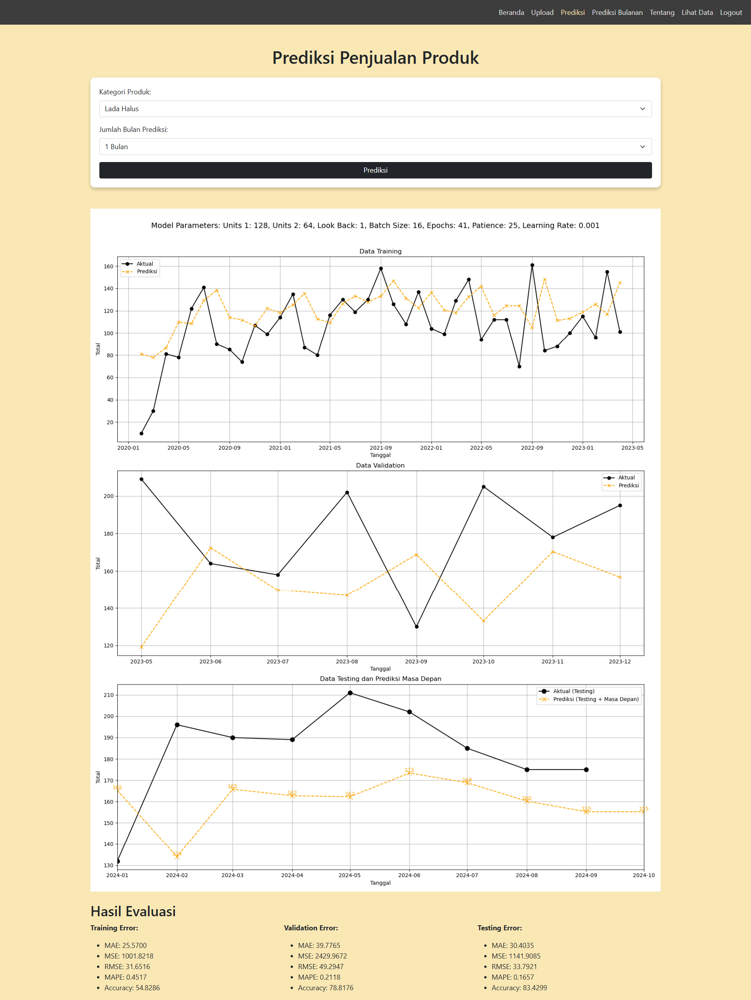 Beranda Upload Prediksi Prediksi Bulanan Tentang Lihat Data Logout
Prediksi Penjualan Produk
Kategori Produk:
Lada Halus
Jumlah Bulan Prediksi:
1 Bulan
Prediksi
Model Parameters: Units 1: 128, Units 2: 64, Look Back: 1, Batch Size: 16, Epochs: 41, Patience: 25, Learning Rate: 0.001
Data Training
Aktual
Prediksi
160
140
120
100
80
60
40
20
Total
2020-01 2020-05 2020-09 2021-01 2021-05 2021-09 2022-01 2022-05 2022-09 2023-01 2023-05
Tanggal
Data Validation
Aktual
Prediksi
200
180
160
140
120
Total
2023-05 2023-06 2023-07 2023-08 2023-09 2023-10 2023-11 2023-12
Tanggal
Data Testing dan Prediksi Masa Depan
Aktual (Testing)
Prediksi (Testing + Masa Depan)
210
200
190
180
170
160
150
140
130
Total
165 134 165 162 162 173 168 160 155 155
2024-01 2024-02 2024-03 2024-04 2024-05 2024-06 2024-07 2024-08 2024-09 2024-10
Tanggal
Hasil Evaluasi
Training Error:
• MAE: 25.5700
• MSE: 1001.8218
• RMSE: 31.6516
• MAPE: 0.4517
• Accuracy: 54.8286
Validation Error:
• MAE: 39.7765
• MSE: 2429.9672
• RMSE: 49.2947
• MAPE: 0.2118
• Accuracy: 78.8176
Testing Error:
• MAE: 30.4035
• MSE: 1141.9085
• RMSE: 33.7921
• MAPE: 0.1657
• Accuracy: 83.4299